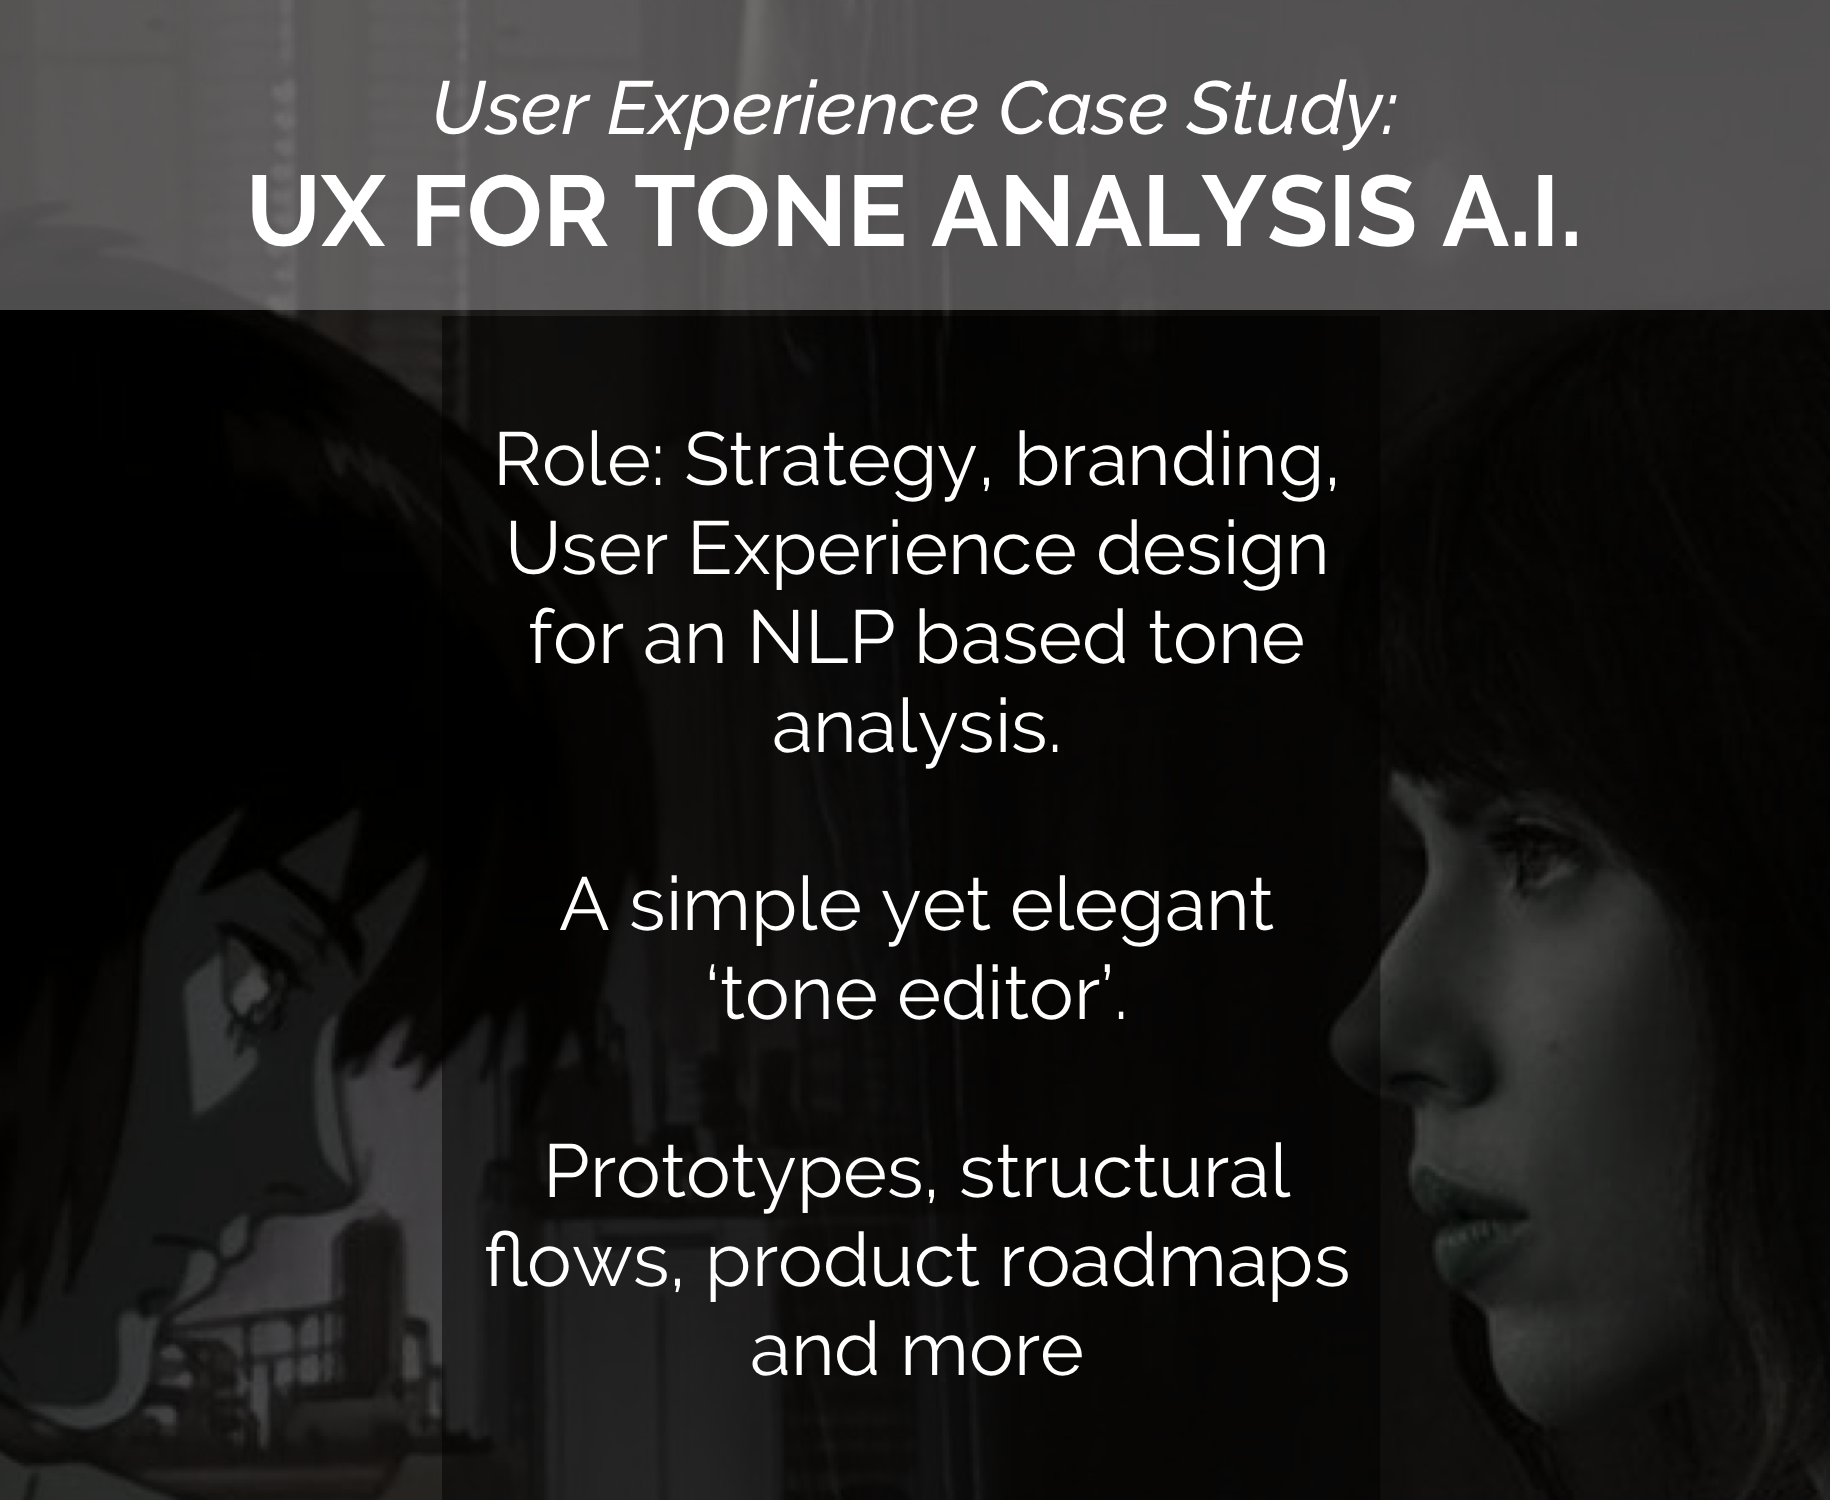 User Experience Case Study:
UX FOR TONE ANALYSIS A.I.
Role: Strategy, branding,
User Experience design
for an NLP based tone
analysis.
A simple yet elegant
‘tone editor’.
Prototypes, structural
flows, product roadmaps
and more